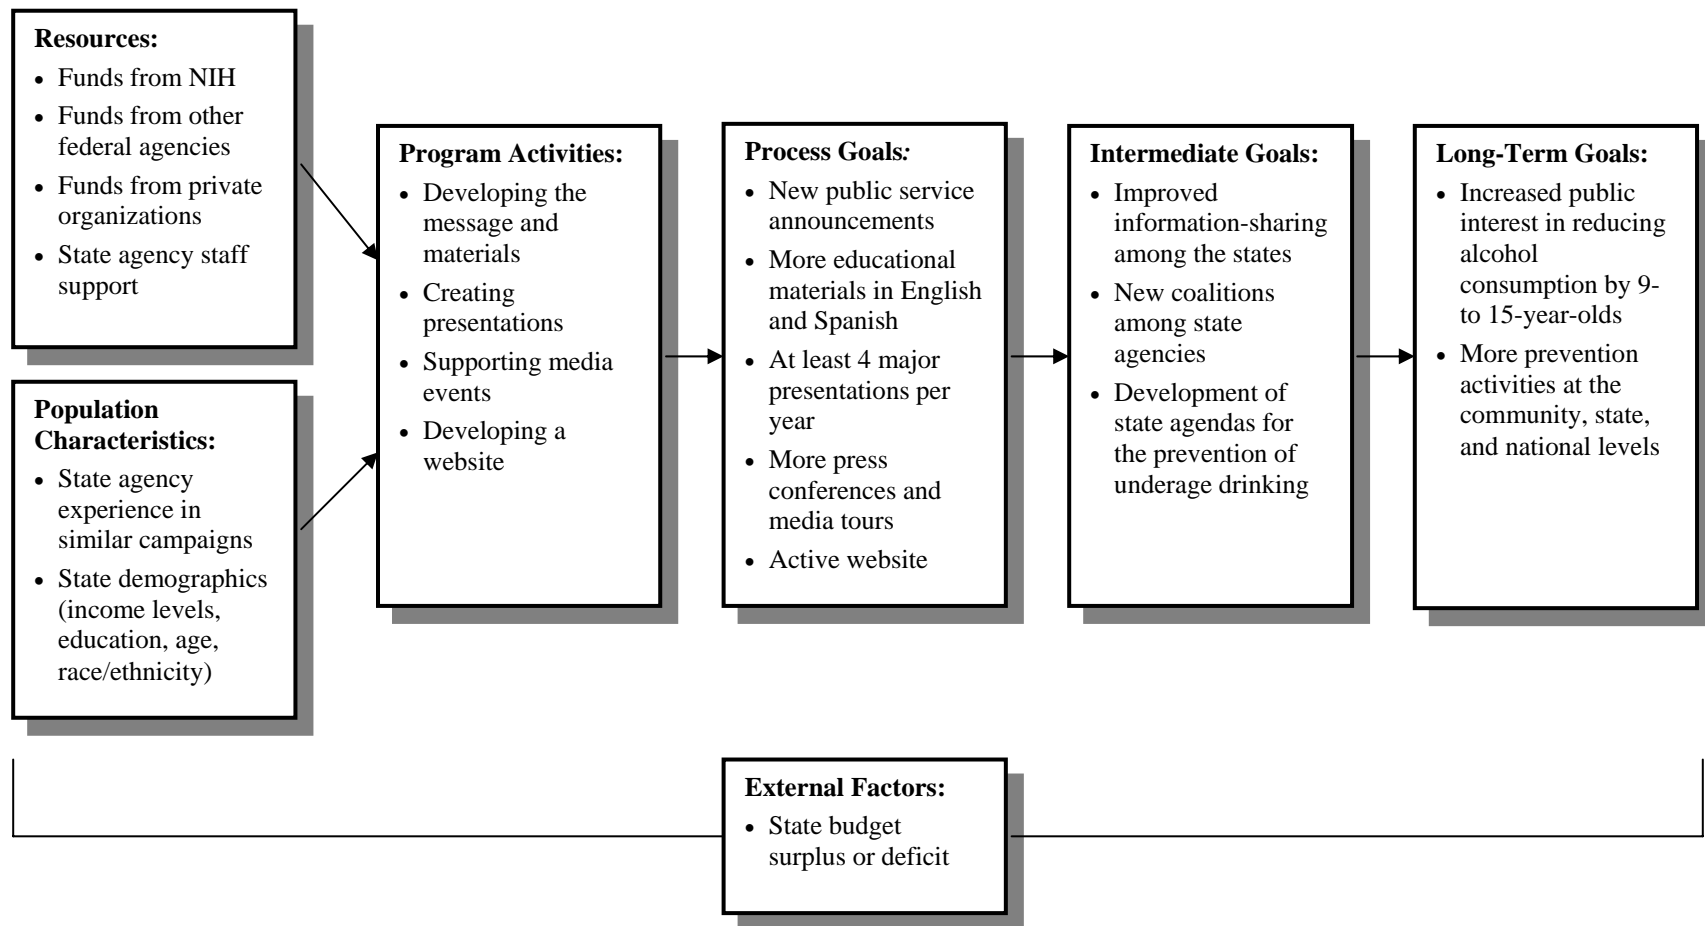 Resources:
• Funds from NIH
• Funds from other
federal agencies
• Funds from private
organizations
• State agency staff
support
Population
Characteristics:
• State agency
experience in
similar campaigns
• State demographics
(income levels,
education, age,
race/ethnicity)
Program Activities:
• Developing the
message and
materials
• Creating
presentations
• Supporting media
events
• Developing a
website
Process Goals:
• New public service
announcements
• More educational
materials in English
and Spanish
• At least 4 major
presentations per
year
• More press
conferences and
media tours
• Active website
Intermediate Goals:
• Improved
information-sharing
among the states
• New coalitions
among state
agencies
• Development of
state agendas for
the prevention of
underage drinking
Long-Term Goals:
• Increased public
interest in reducing
alcohol
consumption by 9-
to 15-year-olds
• More prevention
activities at the
community, state,
and national levels
External Factors:
• State budget
surplus or deficit